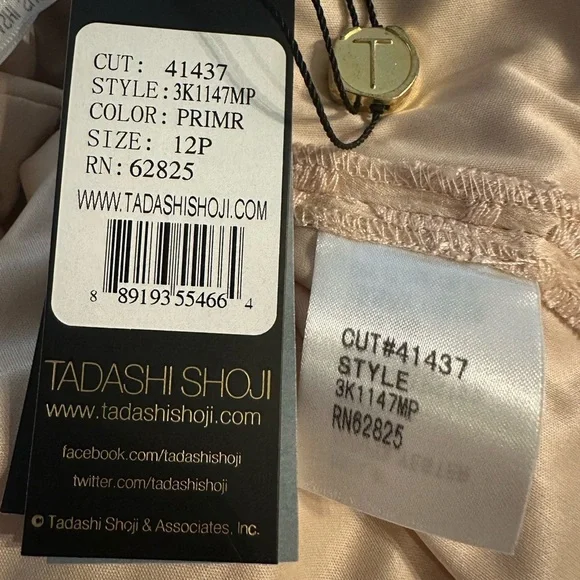 CUT: 41437
STYLE: 3K1147MP
COLOR: PRIMR
SIZE: 12P
RN: 62825
WWW.TADASHISHOJI.COM
8 89193 55466 4
TADASHI SHOJI
www.tadashishoji.com
facebook.com/tadashishoji
twitter.com/tadashishoji
© Tadashi Shoji & Associates, Inc.
T
CUT#41437
STYLE
3K1147MP
RN62825